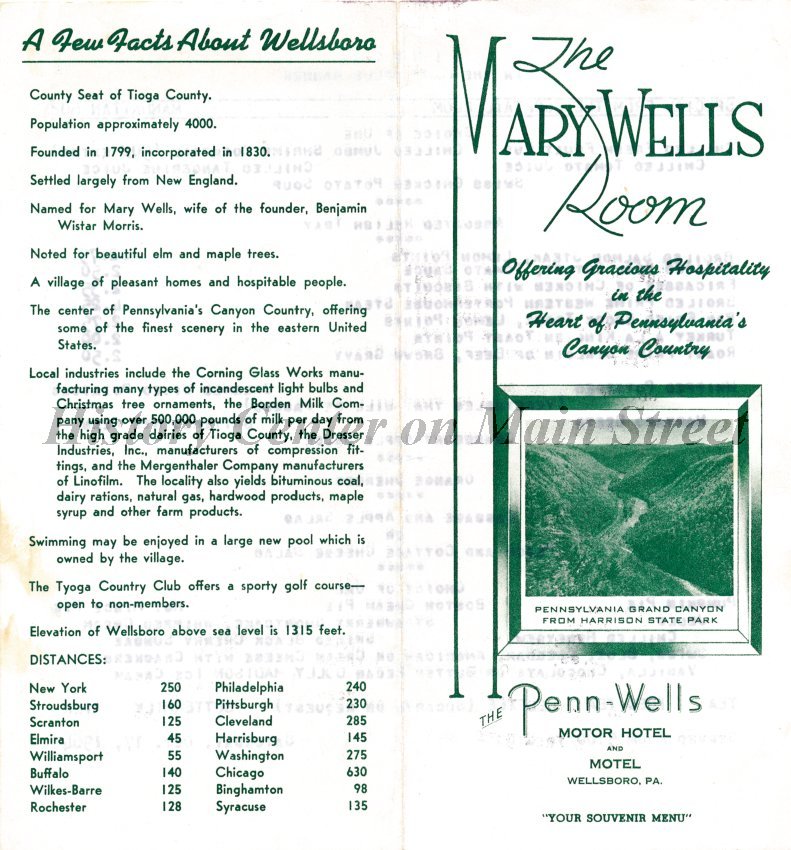 A Few Facts About Wellsboro
County Seat of Tioga County.
Population approximately 4000.
Founded in 1799, incorporated in 1830.
Settled largely from New England.
Named for Mary Wells, wife of the founder, Benjamin
Wistar Morris.
Noted for beautiful elm and maple trees.
A village of pleasant homes and hospitable people.
The center of Pennsylvania's Canyon Country, offering
some of the finest scenery in the eastern United
States.
Local industries include the Corning Glass Works manu-
facturing many types of incandescent light bulbs and
Christmas tree ornaments, the Borden Milk Com-
pany using over 500,000 pounds of milk per day from
the high grade dairies of Tioga County, the Dresser
Industries, Inc., manufacturers of compression fit-
tings, and the Mergenthaler Company manufacturers
of Linofilm. The locality also yields bituminous coal,
dairy rations, natural gas, hardwood products, maple
syrup and other farm products.
Swimming may be enjoyed in a large new pool which is
owned by the village.
The Tyoga Country Club offers a sporty golf course—
open to non-members.
Elevation of Wellsboro above sea level is 1315 feet.
DISTANCES:
New York 250 Philadelphia 240
Stroudsburg 160 Pittsburgh 230
Scranton 125 Cleveland 285
Elmira 45 Harrisburg 145
Williamsport 55 Washington 275
Buffalo 140 Chicago 630
Wilkes-Barre 125 Binghamton 98
Rochester 128 Syracuse 135
The
MARY WELLS
Room
Offering Gracious Hospitality
in the
Heart of Pennsylvania's
Canyon Country
PENNSYLVANIA GRAND CANYON
FROM HARRISON STATE PARK
THE Penn-Wells
MOTOR HOTEL
AND
MOTEL
WELLSBORO, PA.
"YOUR SOUVENIR MENU"
History Center on Main Street